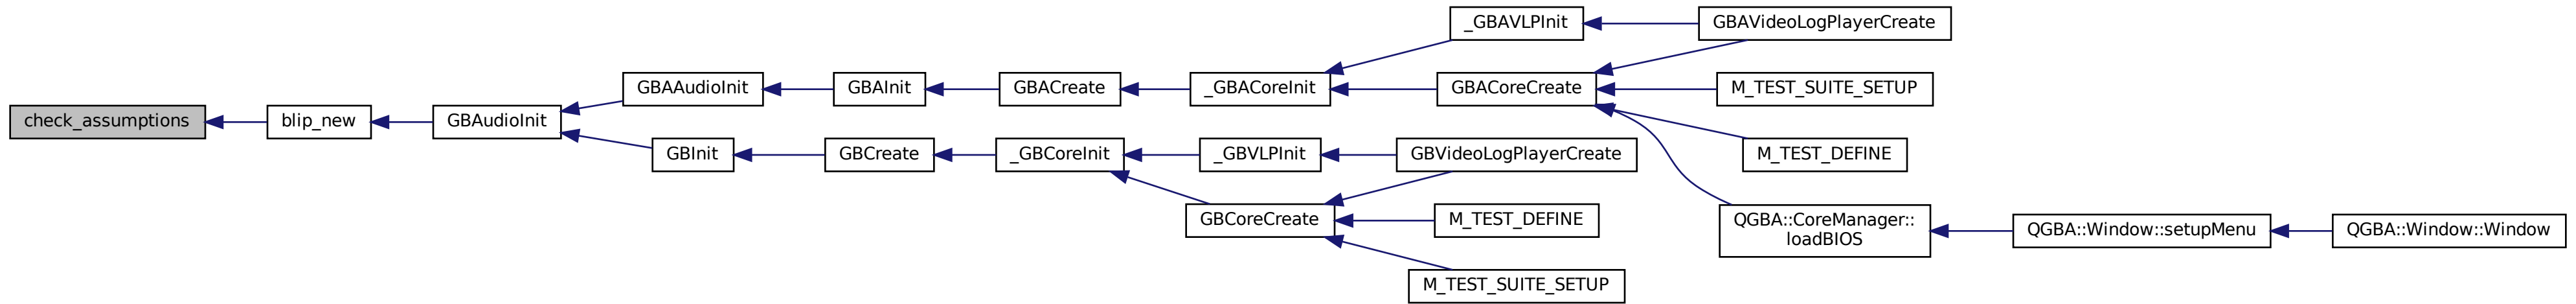 _GBAVLPInit
GBAVideoLogPlayerCreate
GBAAudioInit
GBAInit
GBACreate
_GBACoreInit
GBACoreCreate
M_TEST_SUITE_SETUP
check_assumptions
blip_new
GBAudioInit
GBInit
GBCreate
_GBCoreInit
_GBVLPInit
GBVideoLogPlayerCreate
M_TEST_DEFINE
GBCoreCreate
M_TEST_DEFINE
QGBA::CoreManager::
loadBIOS
QGBA::Window::setupMenu
QGBA::Window::Window
M_TEST_SUITE_SETUP